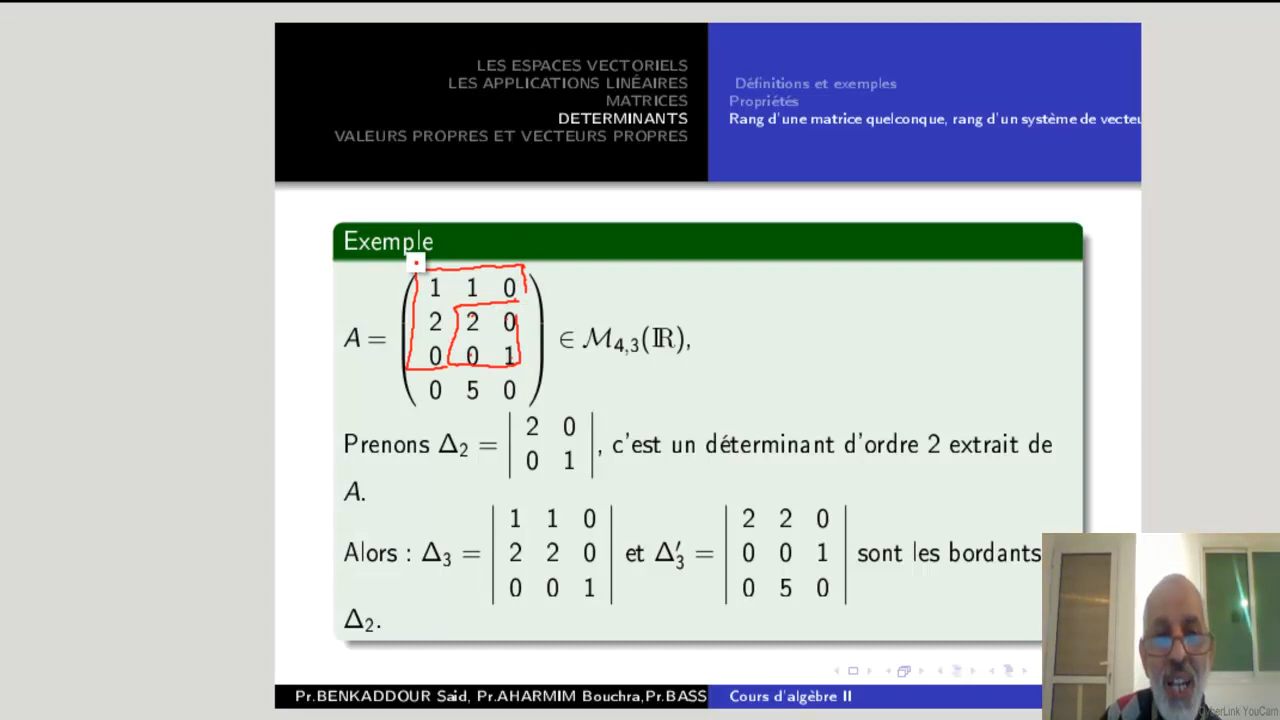 LES ESPACES VECTORIELS
LES APPLICATIONS LINÉAIRES
MATRICES
DETERMINANTS
VALEURS PROPRES ET VECTEURS PROPRES
Définitions et exemples
Propriétés
Rang d'une matrice quelconque, rang d'un système de vecteu
Exemple
1 1 0
2 2 0
A = ∈ M4,3(ℝ),
0 0 1
0 5 0
2 0
Prenons Δ2 = , c'est un déterminant d'ordre 2 extrait de
0 1
A.
1 1 0 2 2 0
Alors : Δ3 = 2 2 0 et Δ′3 = 0 0 1 sont les bordants
0 0 1 0 5 0
Δ2.
Pr.BENKADDOUR Said, Pr.AHARMIM Bouchra,Pr.BASS
Cours d'algèbre II
CyberLink YouCam